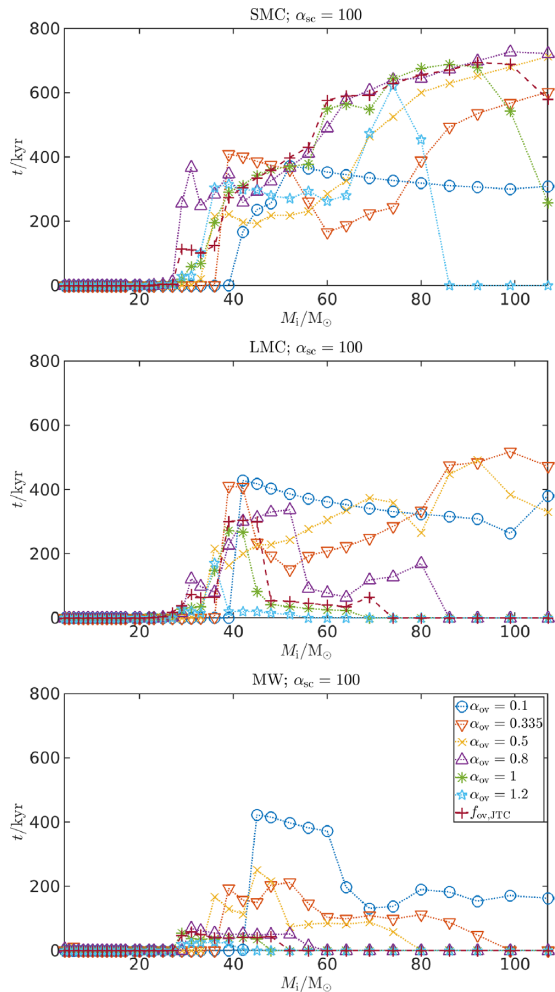 SMC; α_sc = 100
800
600
400
200
0
t/kyr
20 40 60 80 100
M_i/M_⊙
LMC; α_sc = 100
800
600
400
200
0
t/kyr
20 40 60 80 100
M_i/M_⊙
MW; α_sc = 100
800
600
400
200
0
t/kyr
α_ov = 0.1
α_ov = 0.335
α_ov = 0.5
α_ov = 0.8
α_ov = 1
α_ov = 1.2
f_ov,JTC
20 40 60 80 100
M_i/M_⊙